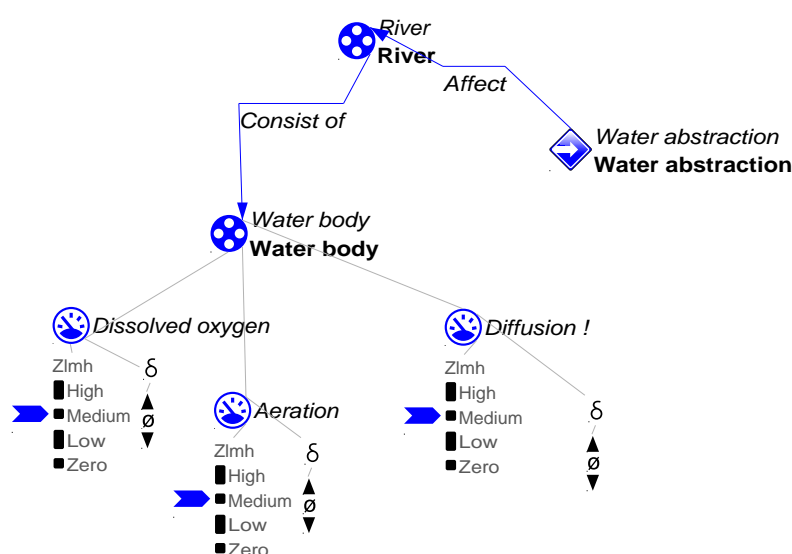 River
River
Affect
Consist of
Water abstraction
Water abstraction
Water body
Water body
Dissolved oxygen
Zlmh
High
Medium
Low
Zero
δ
ø
Aeration
Zlmh
High
Medium
Low
Zero
δ
ø
Diffusion !
Zlmh
High
Medium
Low
Zero
δ
ø